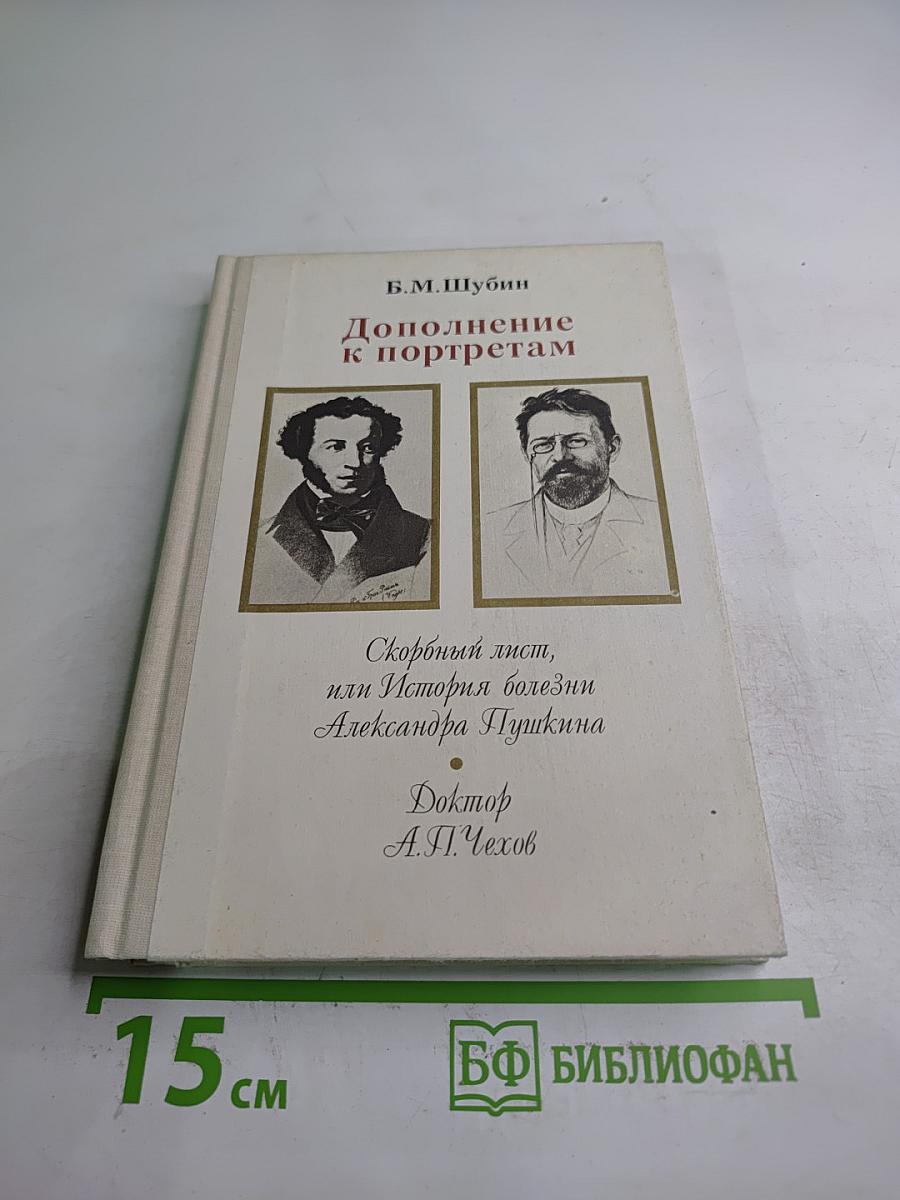 Б.М.Шубин
Дополнение
к портретам
Скорбный лист,
или История болезни
Александра Пушкина
Доктор
А.П.Чехов
15 см
БФ БИБЛИОФАН